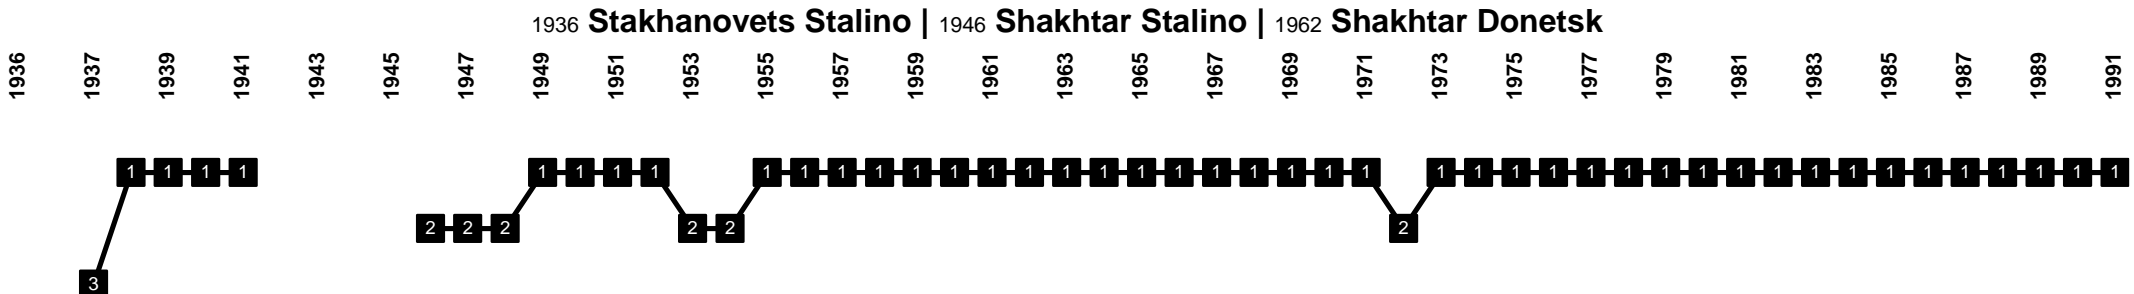 1936 Stakhanovets Stalino | 1946 Shakhtar Stalino | 1962 Shakhtar Donetsk
1936 1937 1939 1941 1943 1945 1947 1949 1951 1953 1955 1957 1959 1961 1963 1965 1967 1969 1971 1973 1975 1977 1979 1981 1983 1985 1987 1989 1991
1 1 1 1 1 1 1 1 1 1 1 1 1 1 1 1 1 1 1 1 1 1 1 1 1 1 1 1 1 1 1 1 1 1 1 1 1 1 1 1 1 1 1 1
2 2 2 2 2 2
3